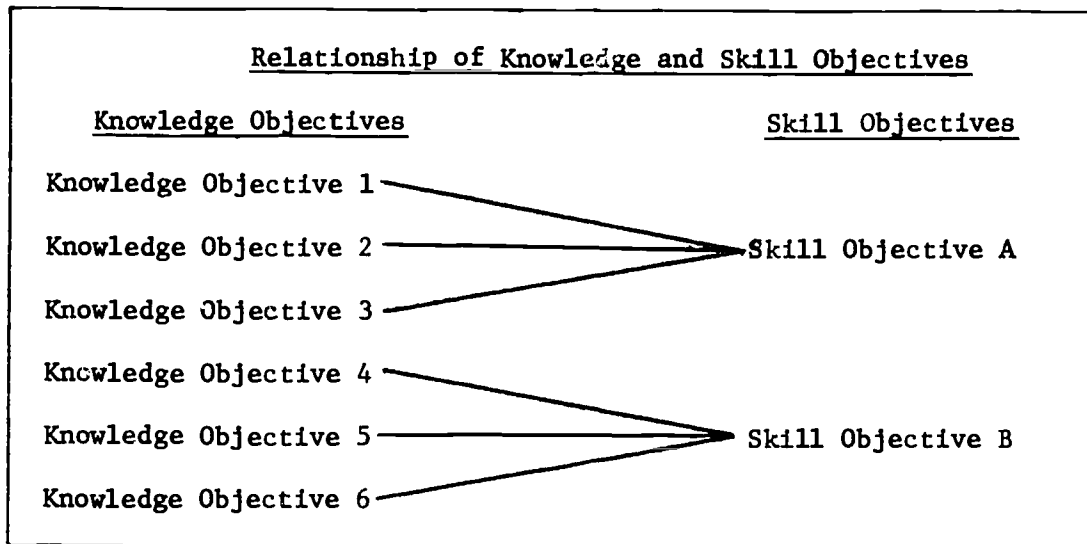 Relationship of Knowledge and Skill Objectives
Knowledge Objectives Skill Objectives
Knowledge Objective 1
Knowledge Objective 2 Skill Objective A
Knowledge Objective 3
Knowledge Objective 4
Knowledge Objective 5 Skill Objective B
Knowledge Objective 6